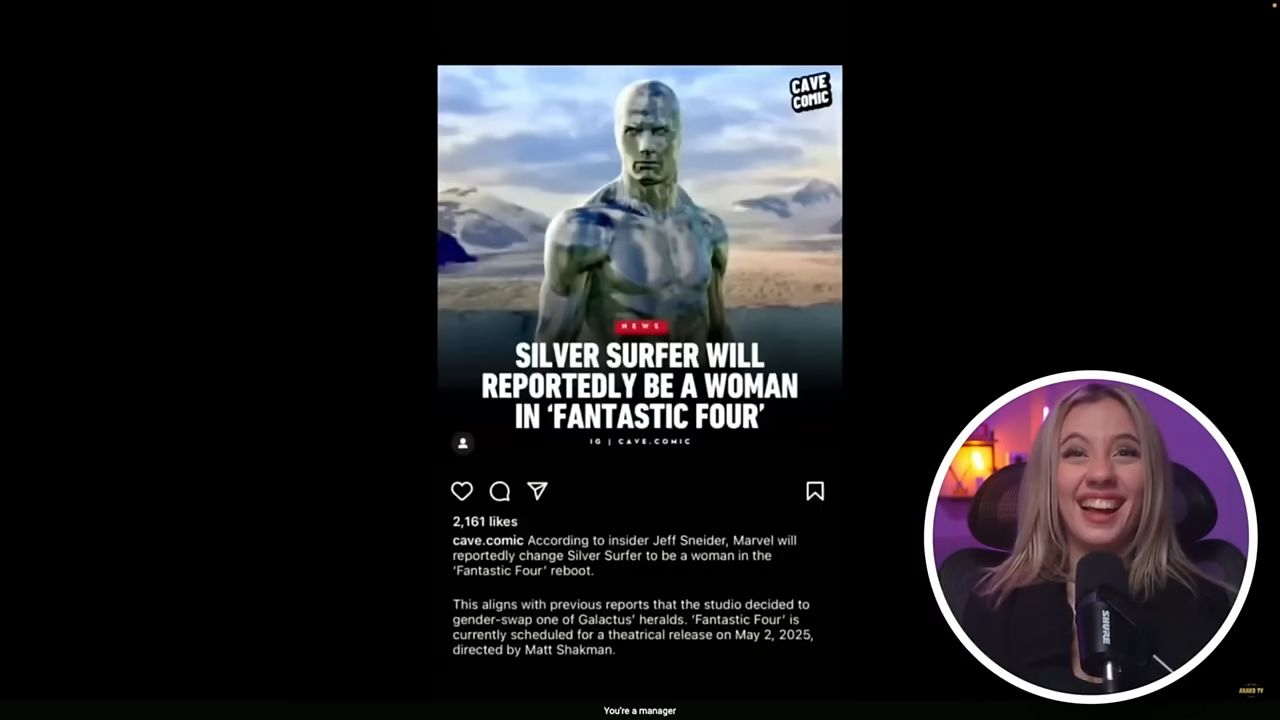 CAVE
COMIC
NEWS
SILVER SURFER WILL
REPORTEDLY BE A WOMAN
IN ‘FANTASTIC FOUR’
IG | CAVE.COMIC
2,161 likes
cave.comic According to insider Jeff Sneider, Marvel will
reportedly change Silver Surfer to be a woman in the
‘Fantastic Four’ reboot.
This aligns with previous reports that the studio decided to
gender-swap one of Galactus’ heralds. ‘Fantastic Four’ is
currently scheduled for a theatrical release on May 2, 2025,
directed by Matt Shakman.
SHURE
You're a manager